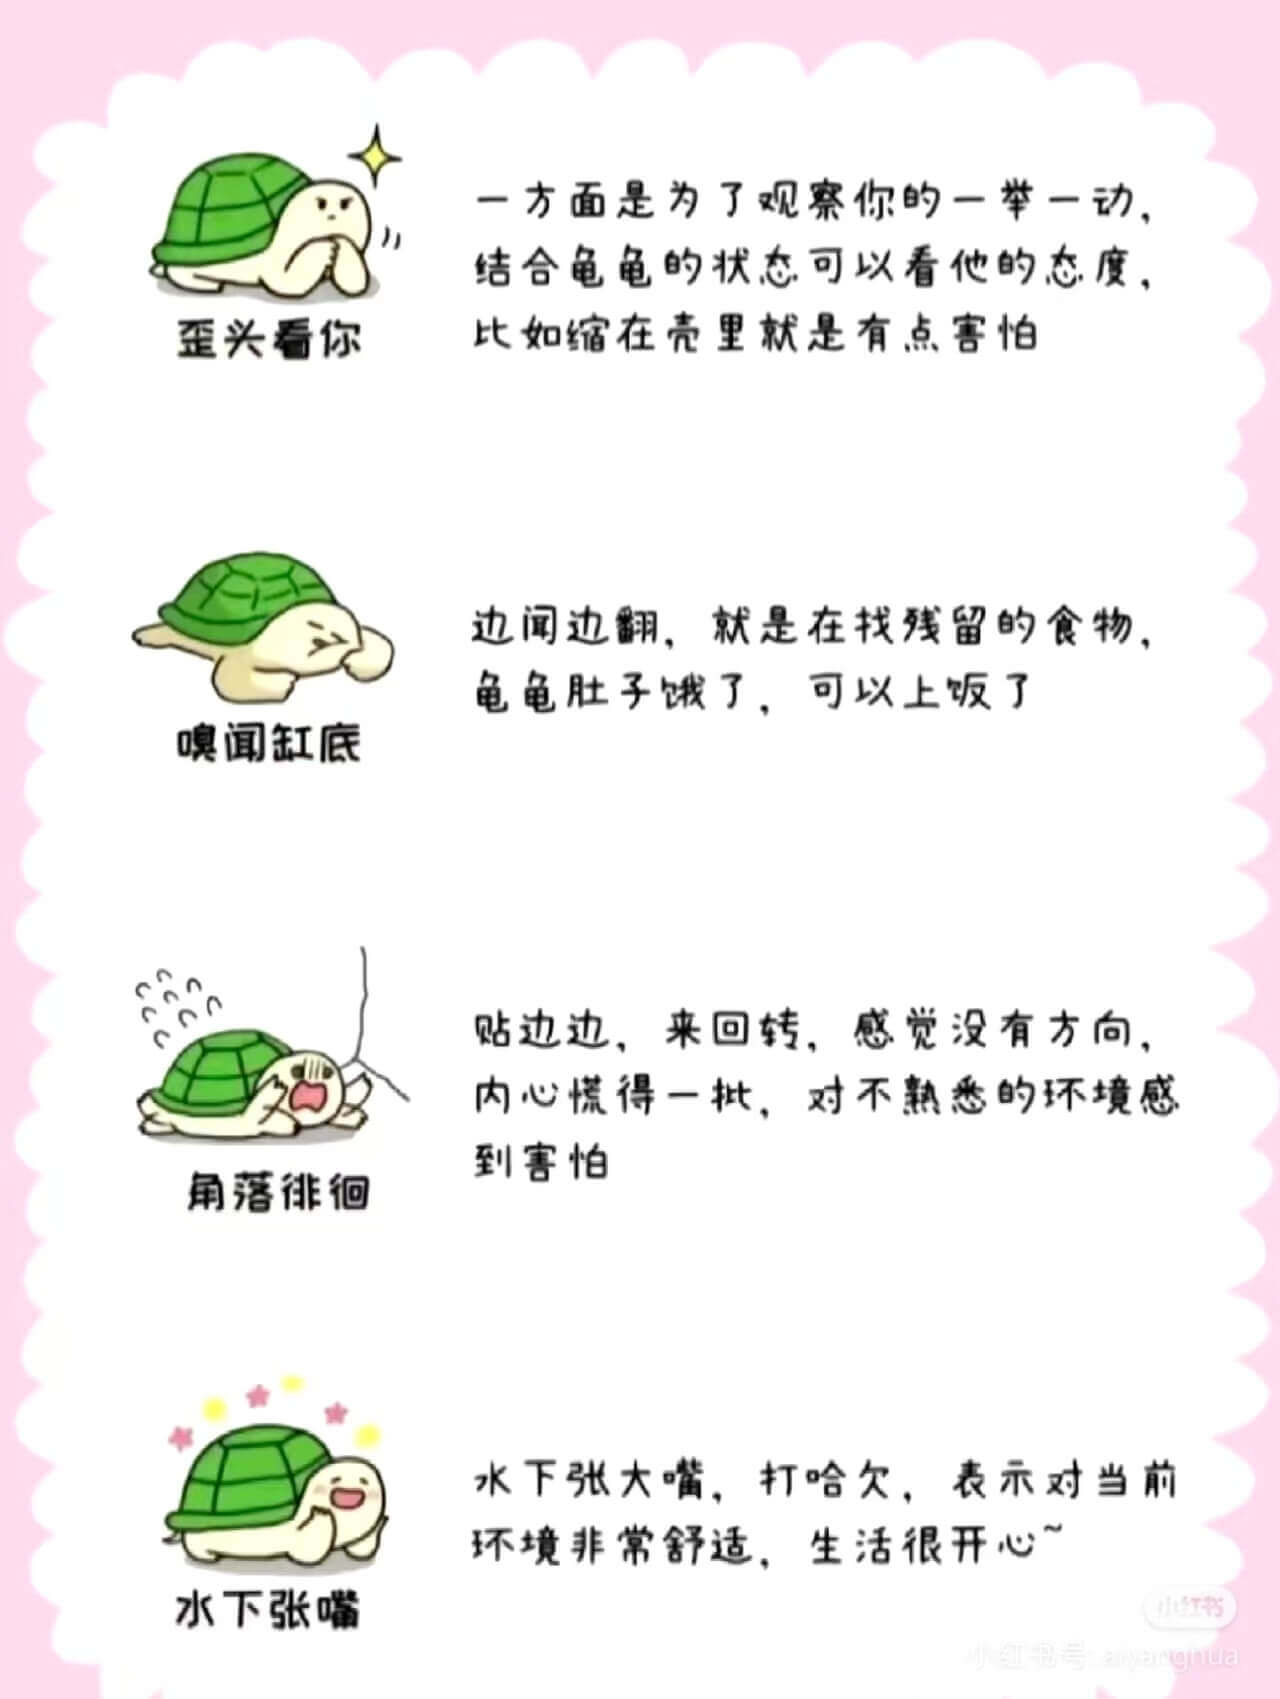 歪头看你
一方面是为了观察你的一举一动，
结合龟龟的状态可以看他的态度，
比如缩在壳里就是有点害怕
嗅闻缸底
边闻边翻，就是在找残留的食物，
龟龟肚子饿了，可以上饭了
角落徘徊
贴边边，来回转，感觉没有方向，
内心慌得一批，对不熟悉的环境感
到害怕
水下张嘴
水下张大嘴，打哈欠，表示对当前
环境非常舒适，生活很开心~
小红书
小红书号: